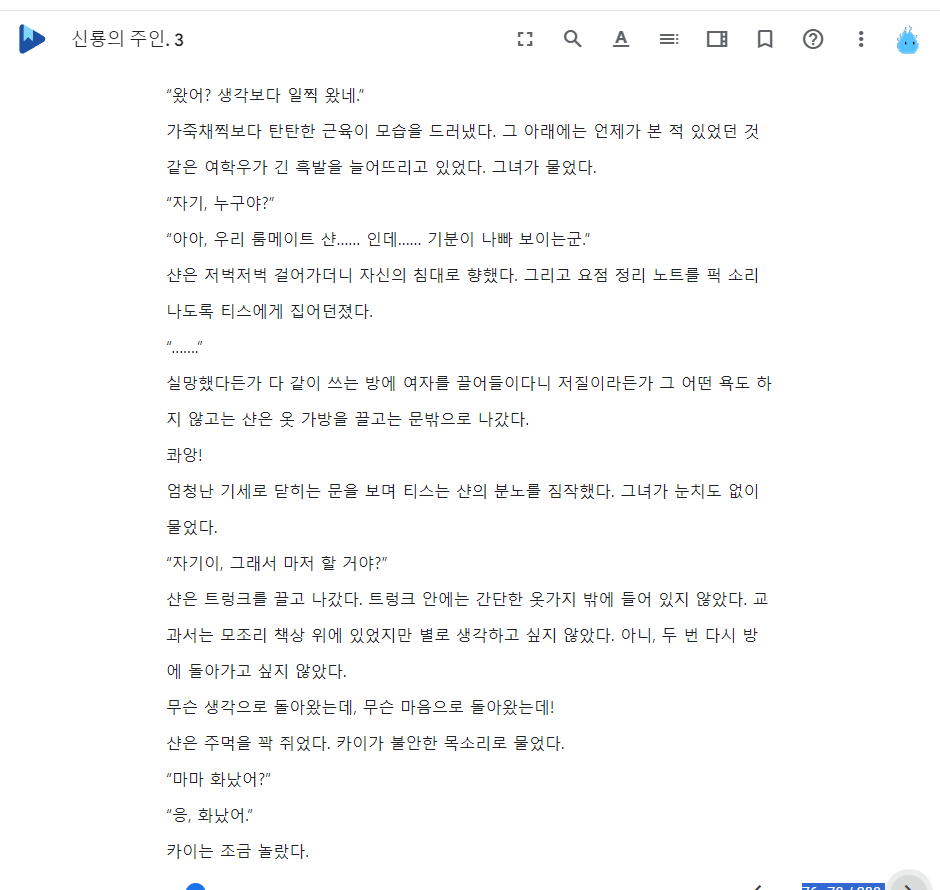 신룡의 주인. 3
“왔어? 생각보다 일찍 왔네.”
가죽채찍보다 탄탄한 근육이 모습을 드러냈다. 그 아래에는 언제가 본 적 있었던 것
같은 여학우가 긴 흑발을 늘어뜨리고 있었다. 그녀가 물었다.
“자기, 누구야?”
“아아, 우리 룸메이트 샨…… 인데…… 기분이 나빠 보이는군.”
샨은 저벅저벅 걸어가더니 자신의 침대로 향했다. 그리고 요점 정리 노트를 퍽 소리
나도록 티스에게 집어던졌다.
“…….”
실망했다든가 다 같이 쓰는 방에 여자를 끌어들이다니 저질이라든가 그 어떤 욕도 하
지 않고는 샨은 옷 가방을 끌고는 문밖으로 나갔다.
콰앙!
엄청난 기세로 닫히는 문을 보며 티스는 샨의 분노를 짐작했다. 그녀가 눈치도 없이
물었다.
“자기이, 그래서 마저 할 거야?”
샨은 트렁크를 끌고 나갔다. 트렁크 안에는 간단한 옷가지 밖에 들어 있지 않았다. 교
과서는 모조리 책상 위에 있었지만 별로 생각하고 싶지 않았다. 아니, 두 번 다시 방
에 돌아가고 싶지 않았다.
무슨 생각으로 돌아왔는데, 무슨 마음으로 돌아왔는데!
샨은 주먹을 꽉 쥐었다. 카이가 불안한 목소리로 물었다.
“마마 화났어?”
“응, 화났어.”
카이는 조금 놀랐다.